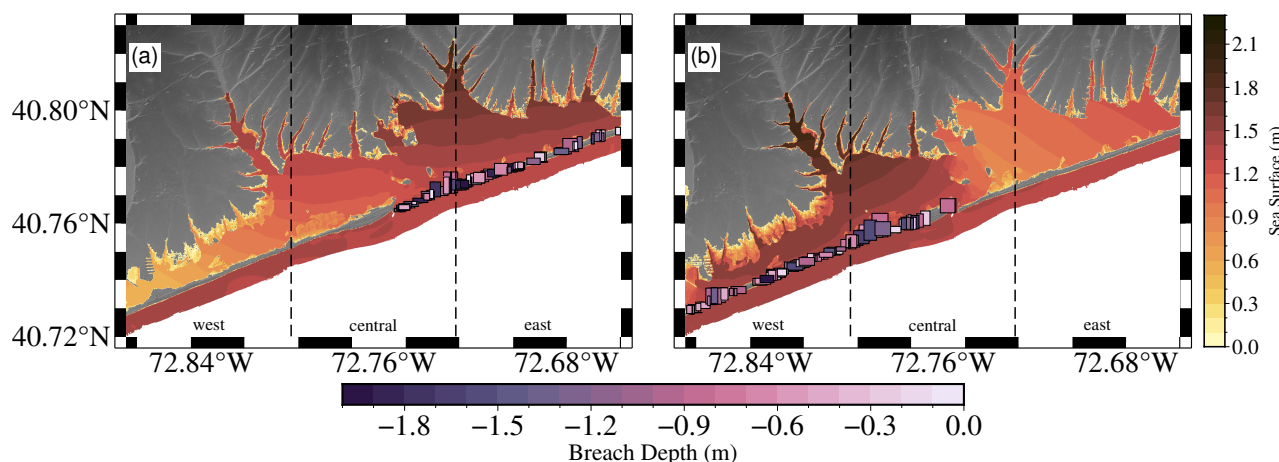 (a)
(b)
40.80°N
40.76°N
40.72°N
west
central
east
west
central
east
72.84°W
72.76°W
72.68°W
72.84°W
72.76°W
72.68°W
2.1
1.8
1.5
1.2
0.9
0.6
0.3
0.0
Sea Surface (m)
−1.8
−1.5
−1.2
−0.9
−0.6
−0.3
0.0
Breach Depth (m)